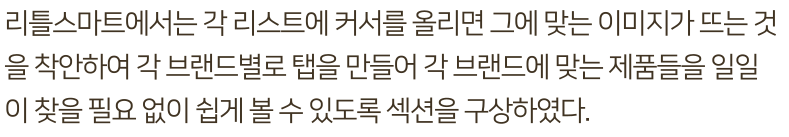 리틀스마트에서는 각 리스트에 커서를 올리면 그에 맞는 이미지가 뜨는 것
을 착안하여 각 브랜드별로 탭을 만들어 각 브랜드에 맞는 제품들을 일일
이 찾을 필요 없이 쉽게 볼 수 있도록 섹션을 구상하였다.